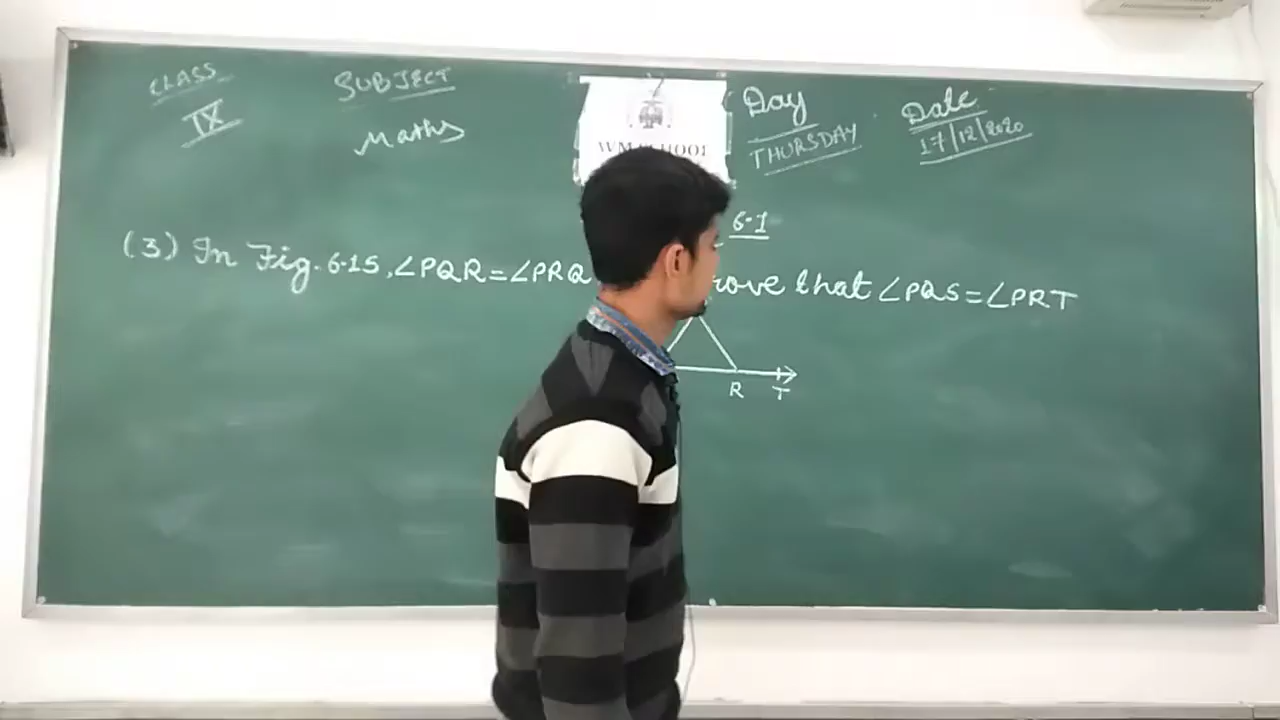 CLASS
IX
SUBJECT
Maths
Day
THURSDAY
Date
17/12/2020
6.1
(3) In Fig. 6.15, ∠PQR=∠PRQ rove that ∠PQS=∠PRT
R T